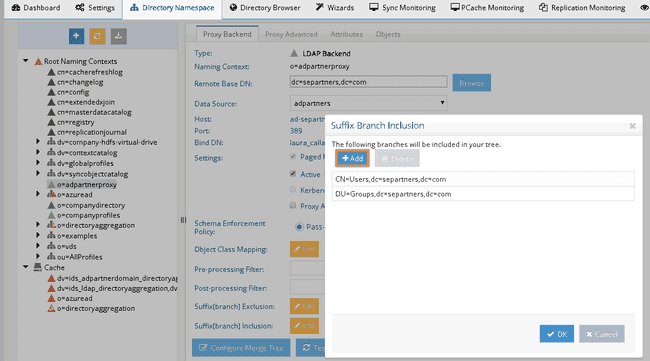 Dashboard Settings Directory Namespace Directory Browser Wizards Sync Monitoring PCache Monitoring Replication Monitoring
Root Naming Contexts
cn=cacherefreshlog
cn=changelog
cn=config
cn=extendedxjoin
cn=masterdatacatalog
cn=registry
cn=replicationjournal
dv=company-hdfs-virtual-drive
dv=contextcatalog
dv=globalprofiles
dv=syncobjectcatalog
o=adpartnerproxy
o=azuread
o=companydirectory
o=companyprofiles
o=directoryaggregation
o=examples
o=vds
ou=AllProfiles
Cache
dv=ids_adpartnerdomain_directoryag
dv=ids_ldap_directoryaggregation,dv
o=azuread
o=directoryaggregation
Proxy Backend Proxy Advanced Attributes Objects
Type: LDAP Backend
Naming Context: o=adpartnerproxy
Remote Base DN: dc=separtners,dc=com Browse
Data Source: adpartners
Host: ad-separtn
Port: 389
Bind DN: laura_calla
Settings: Paged R
Active
Kerber
Proxy A
Schema Enforcement Policy: Pass-
Object Class Mapping: Edit
Pre-processing Filter:
Post-processing Filter:
Suffix[branch] Exclusion: Edit
Suffix[branch] Inclusion: Edit
Configure Merge Tree Tes
Suffix Branch Inclusion
The following branches will be included in your tree.
Add Delete
CN=Users,dc=separtners,dc=com
OU=Groups,dc=separtners,dc=com
OK Cancel